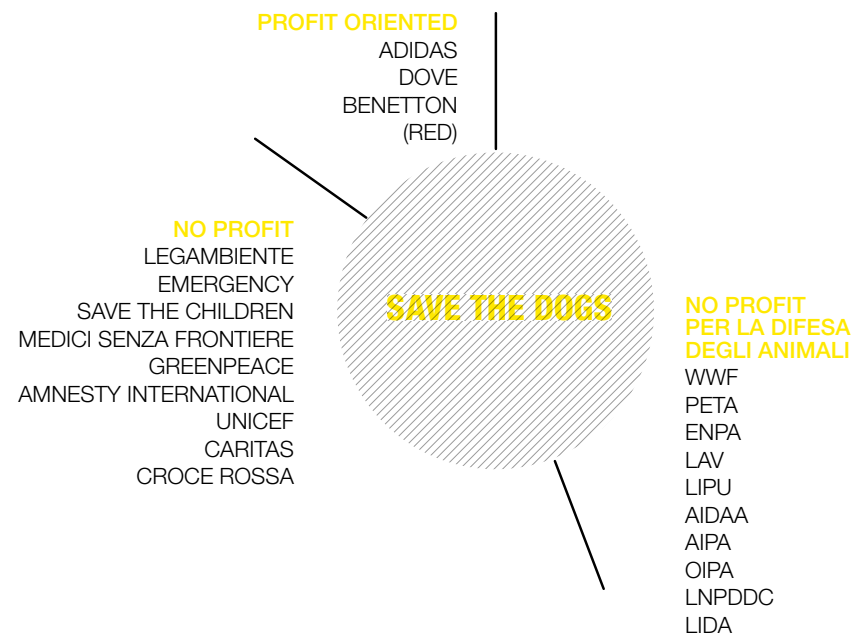 PROFIT ORIENTED
ADIDAS
DOVE
BENETTON
(RED)
NO PROFIT
LEGAMBIENTE
EMERGENCY
SAVE THE CHILDREN
MEDICI SENZA FRONTIERE
GREENPEACE
AMNESTY INTERNATIONAL
UNICEF
CARITAS
CROCE ROSSA
SAVE THE DOGS
NO PROFIT
PER LA DIFESA
DEGLI ANIMALI
WWF
PETA
ENPA
LAV
LIPU
AIDAA
AIPA
OIPA
LNPDDC
LIDA